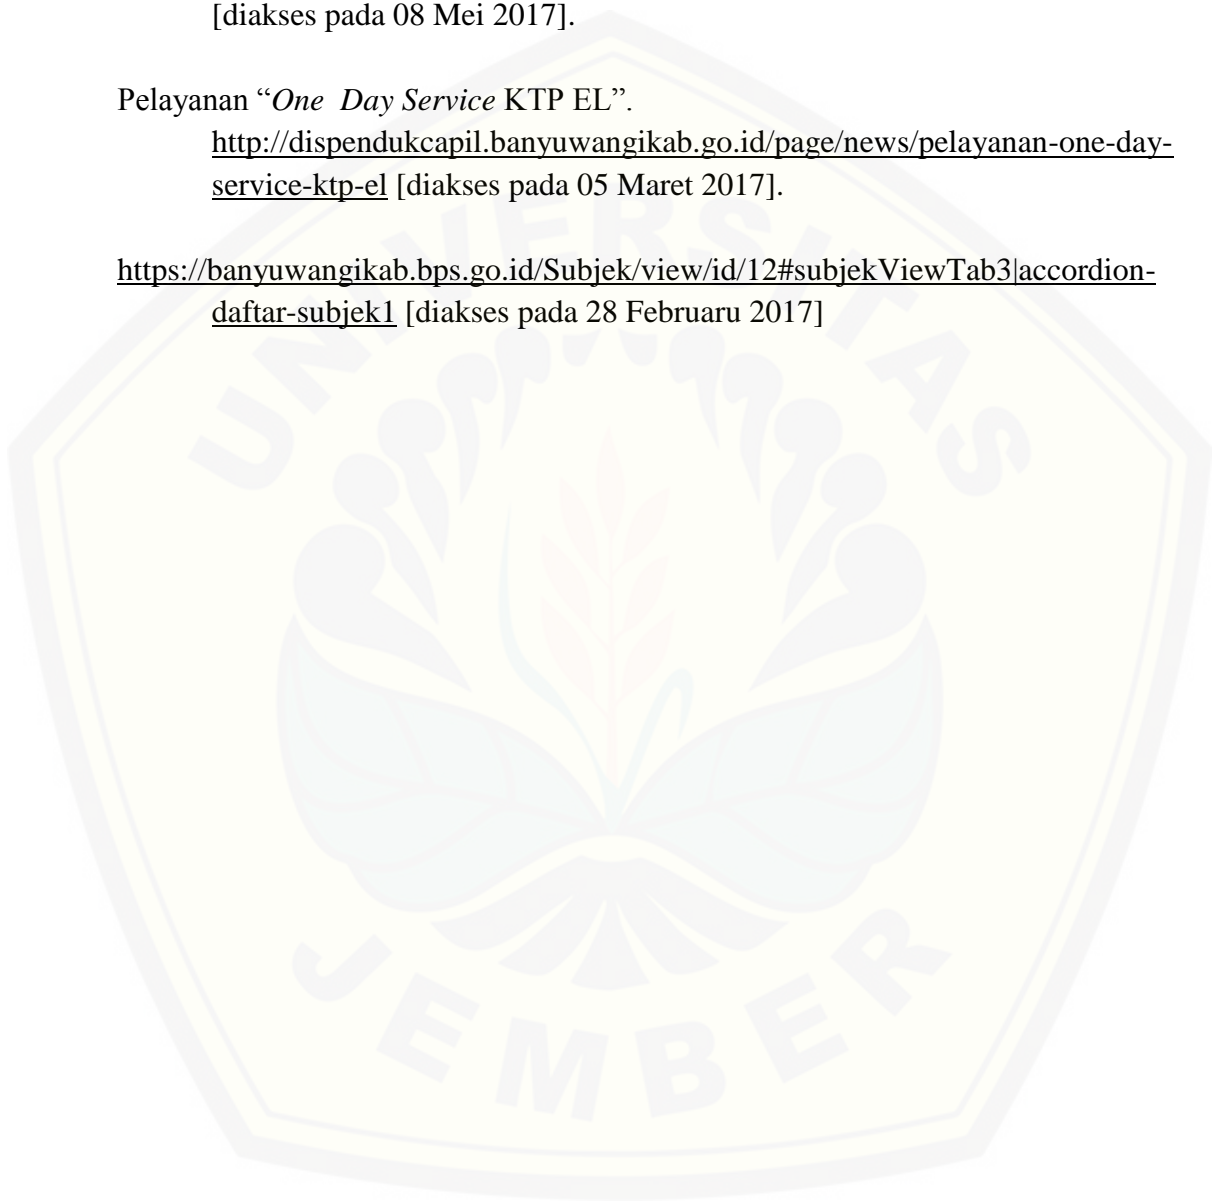 [diakses pada 08 Mei 2017].
Pelayanan “One Day Service KTP EL”.
http://dispendukcapil.banyuwangikab.go.id/page/news/pelayanan-one-day-
service-ktp-el [diakses pada 05 Maret 2017].
https://banyuwangikab.bps.go.id/Subjek/view/id/12#subjekViewTab3|accordion-
daftar-subjek1 [diakses pada 28 Februaru 2017]
UNIVERSITAS
JEMBER